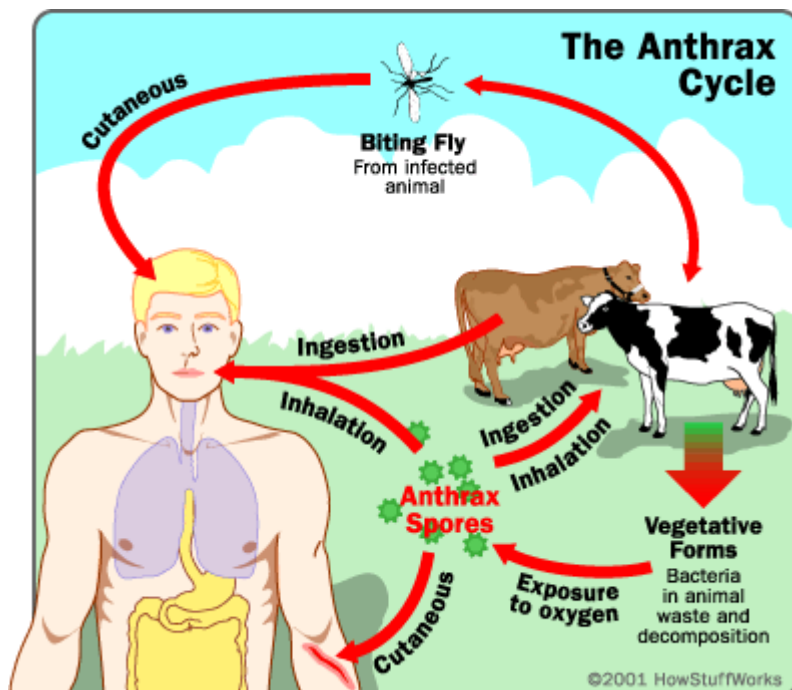 The Anthrax
Cycle
Cutaneous
Biting Fly
From infected
animal
Ingestion
Inhalation
Ingestion
Inhalation
Anthrax
Spores
Vegetative
Forms
Bacteria
in animal
waste and
decomposition
Exposure
to oxygen
Cutaneous
©2001 HowStuffWorks